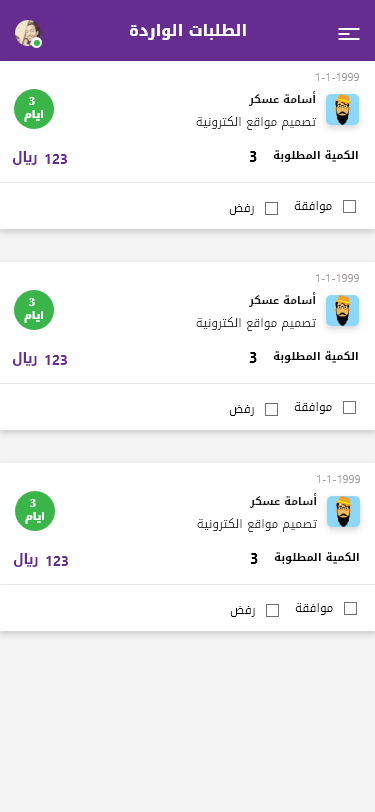 الطلبات الواردة
1-1-1999
أسامة عسكر
3 ايام
تصميم مواقع الكترونية
الكمية المطلوبة 3
123 ريال
موافقة
رفض
1-1-1999
أسامة عسكر
3 ايام
تصميم مواقع الكترونية
الكمية المطلوبة 3
123 ريال
موافقة
رفض
1-1-1999
أسامة عسكر
3 ايام
تصميم مواقع الكترونية
الكمية المطلوبة 3
123 ريال
موافقة
رفض